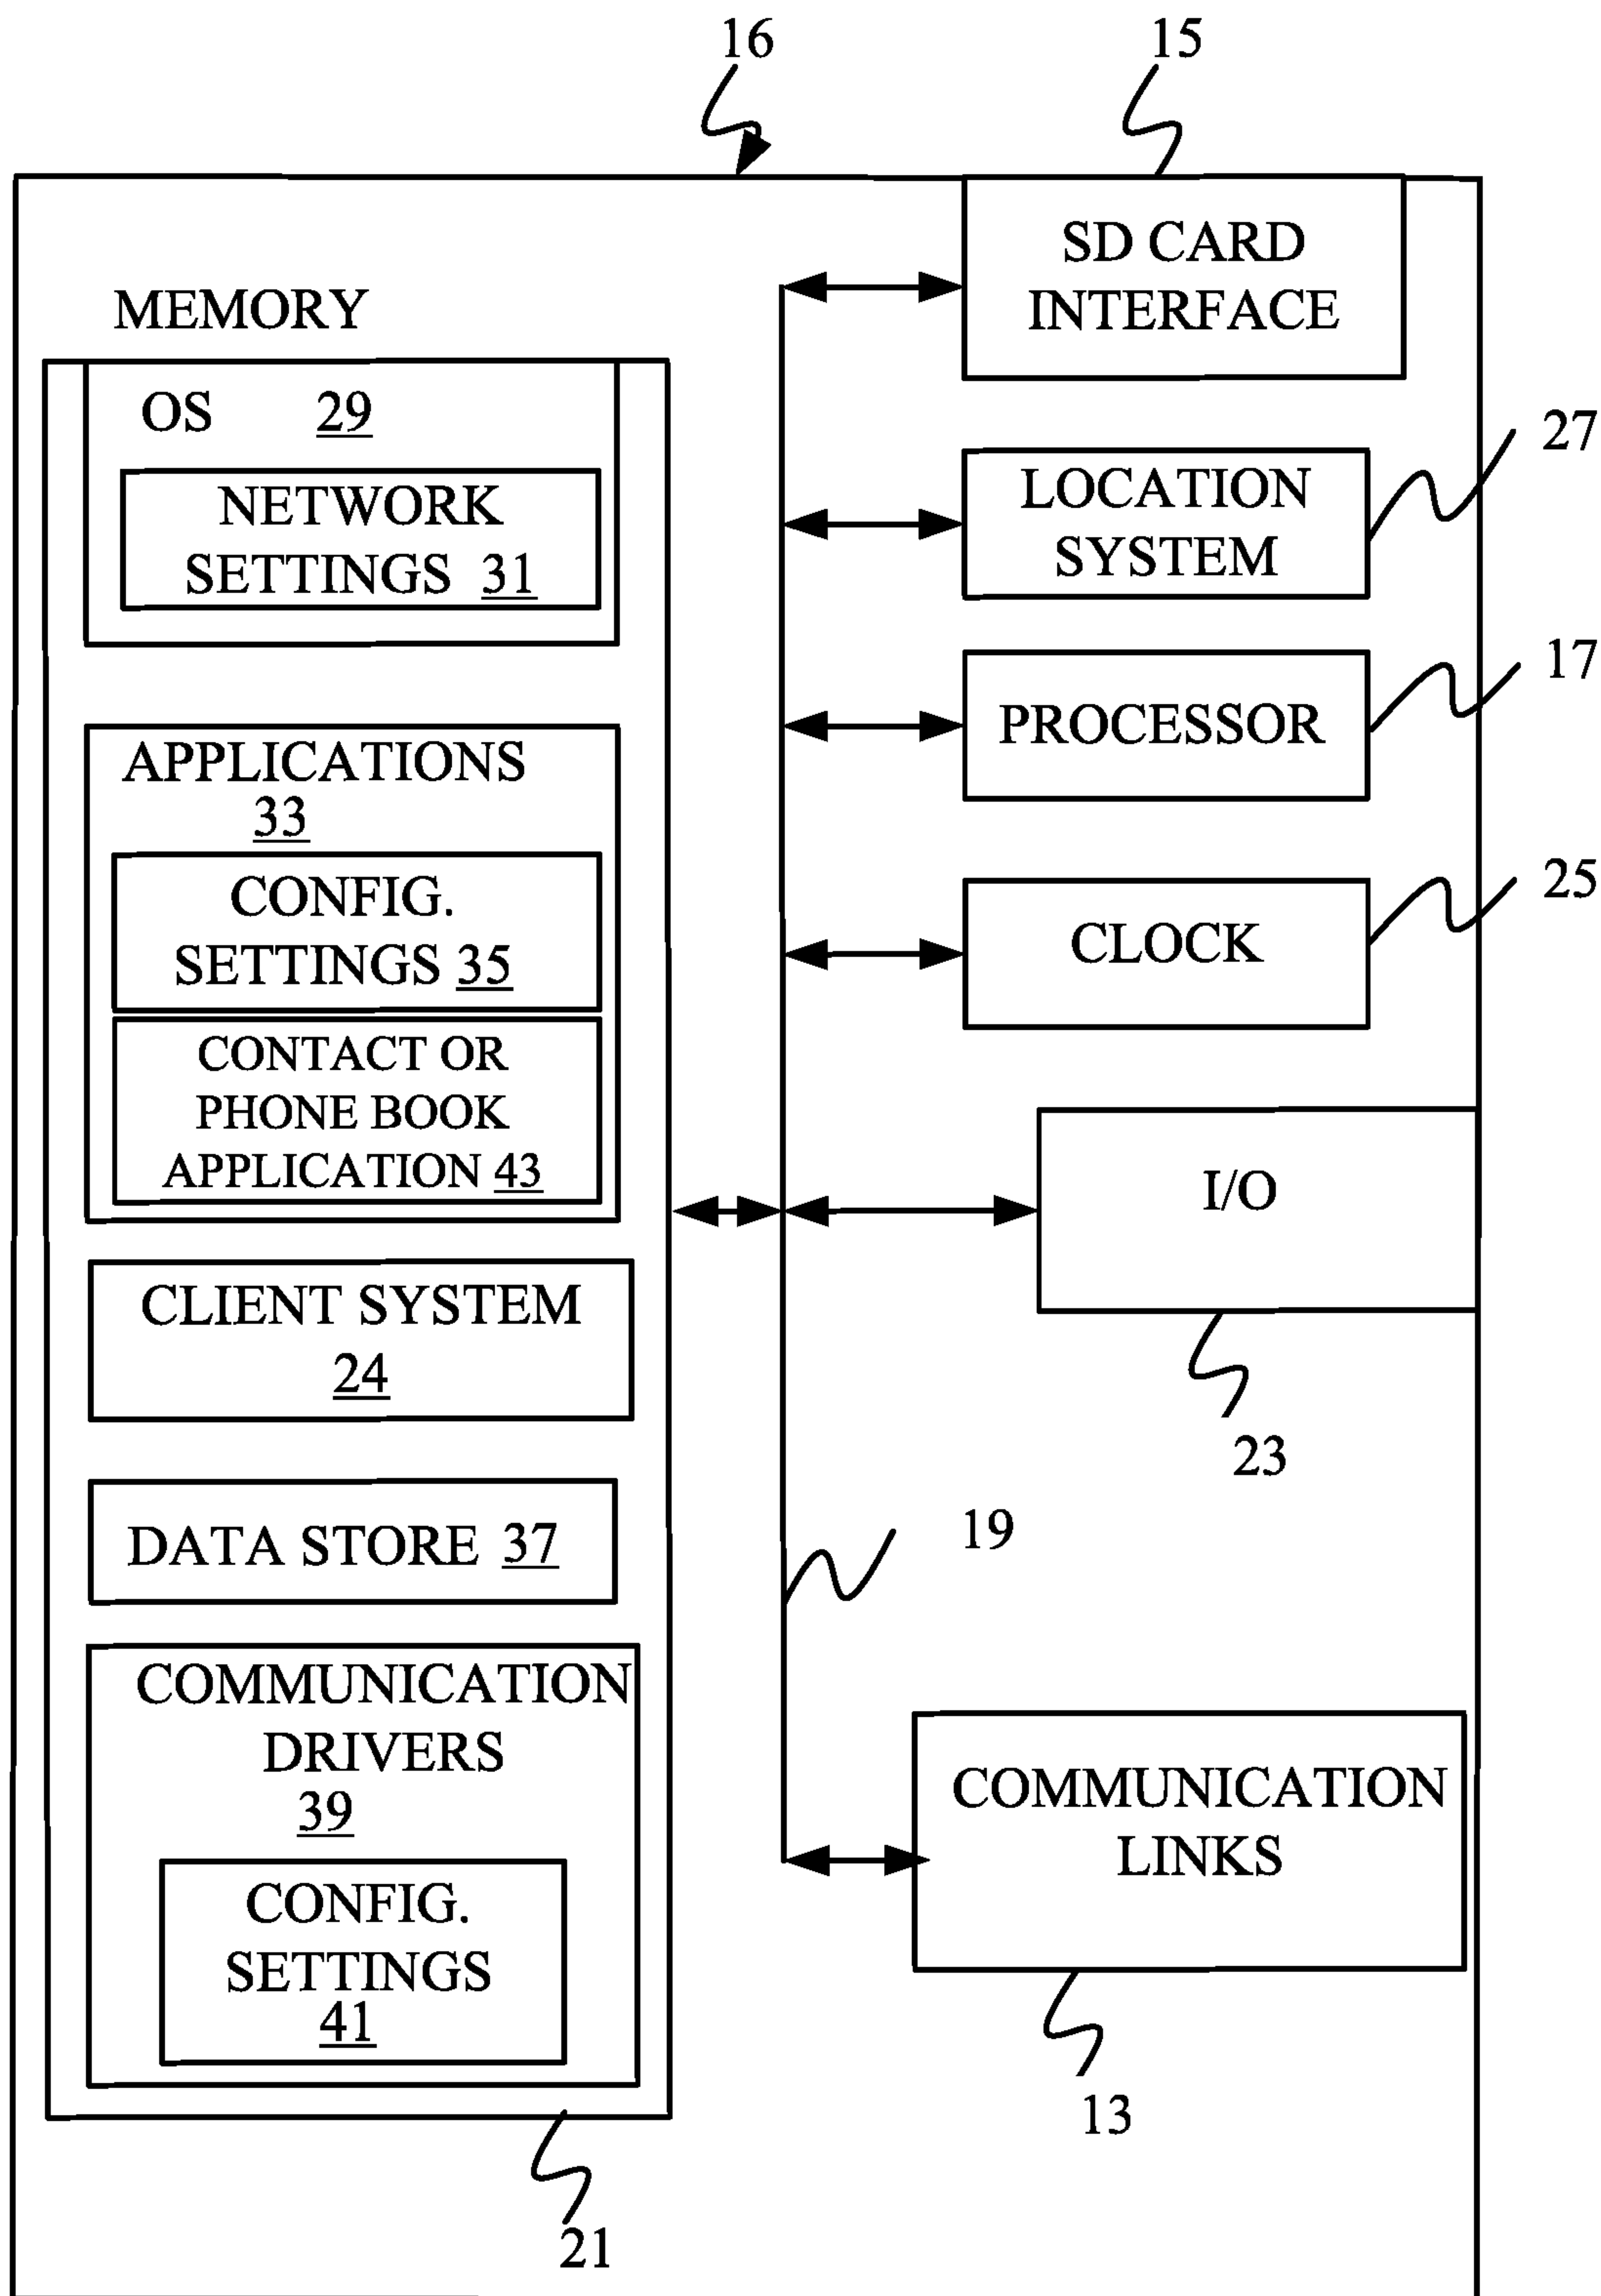 16
15
SD CARD
INTERFACE
MEMORY
OS 29
NETWORK
SETTINGS 31
27
LOCATION
SYSTEM
17
PROCESSOR
APPLICATIONS
33
CONFIG.
SETTINGS 35
25
CLOCK
CONTACT OR
PHONE BOOK
APPLICATION 43
I/O
23
CLIENT SYSTEM
24
DATA STORE 37
19
COMMUNICATION
DRIVERS
39
CONFIG.
SETTINGS
41
COMMUNICATION
LINKS
13
21